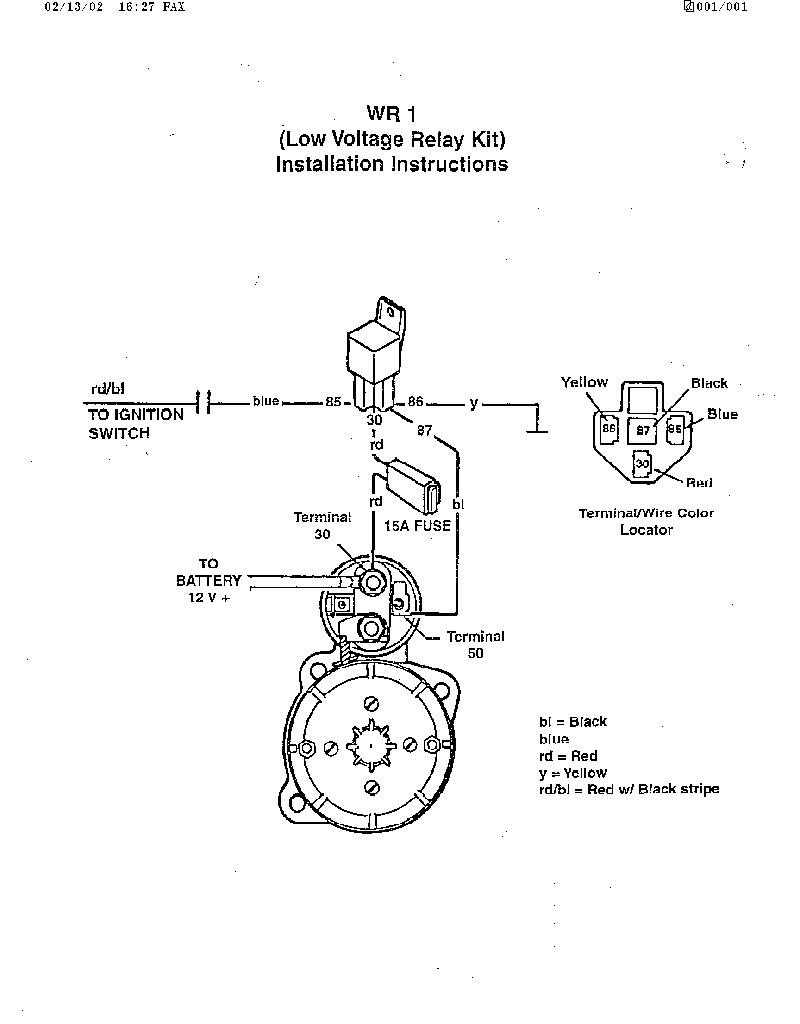 02/13/02 16:27 FAX
001/001
WR 1
(Low Voltage Relay Kit)
Installation Instructions
rd/bl
TO IGNITION
SWITCH
blue
85
86
y
30
87
rd
rd
bl
15A FUSE
Terminal
30
TO
BATTERY
12 V +
Terminal
50
Yellow
Black
Blue
86
87
85
30
Red
Terminal/Wire Color
Locator
bl = Black
blue
rd = Red
y = Yellow
rd/bl = Red w/ Black stripe